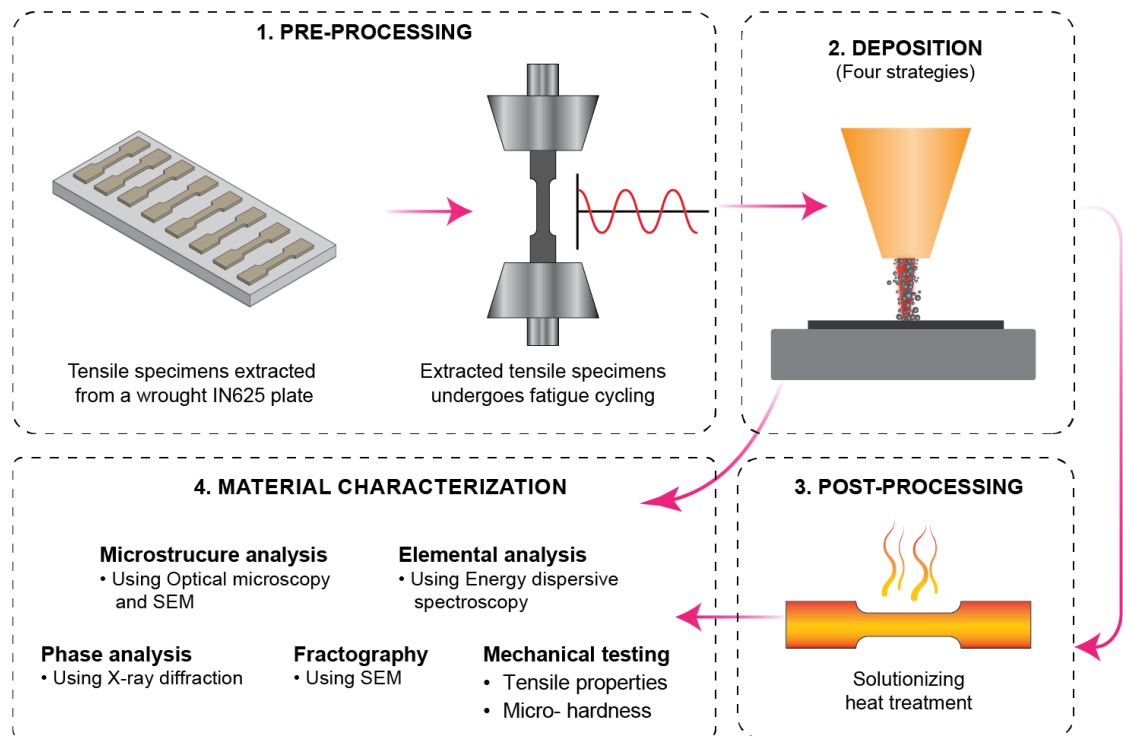 1. PRE-PROCESSING
Tensile specimens extracted
from a wrought IN625 plate
Extracted tensile specimens
undergoes fatigue cycling
2. DEPOSITION
(Four strategies)
3. POST-PROCESSING
Solutionizing
heat treatment
4. MATERIAL CHARACTERIZATION
Microstrucure analysis
• Using Optical microscopy
and SEM
Elemental analysis
• Using Energy dispersive
spectroscopy
Phase analysis
• Using X-ray diffraction
Fractography
• Using SEM
Mechanical testing
• Tensile properties
• Micro- hardness